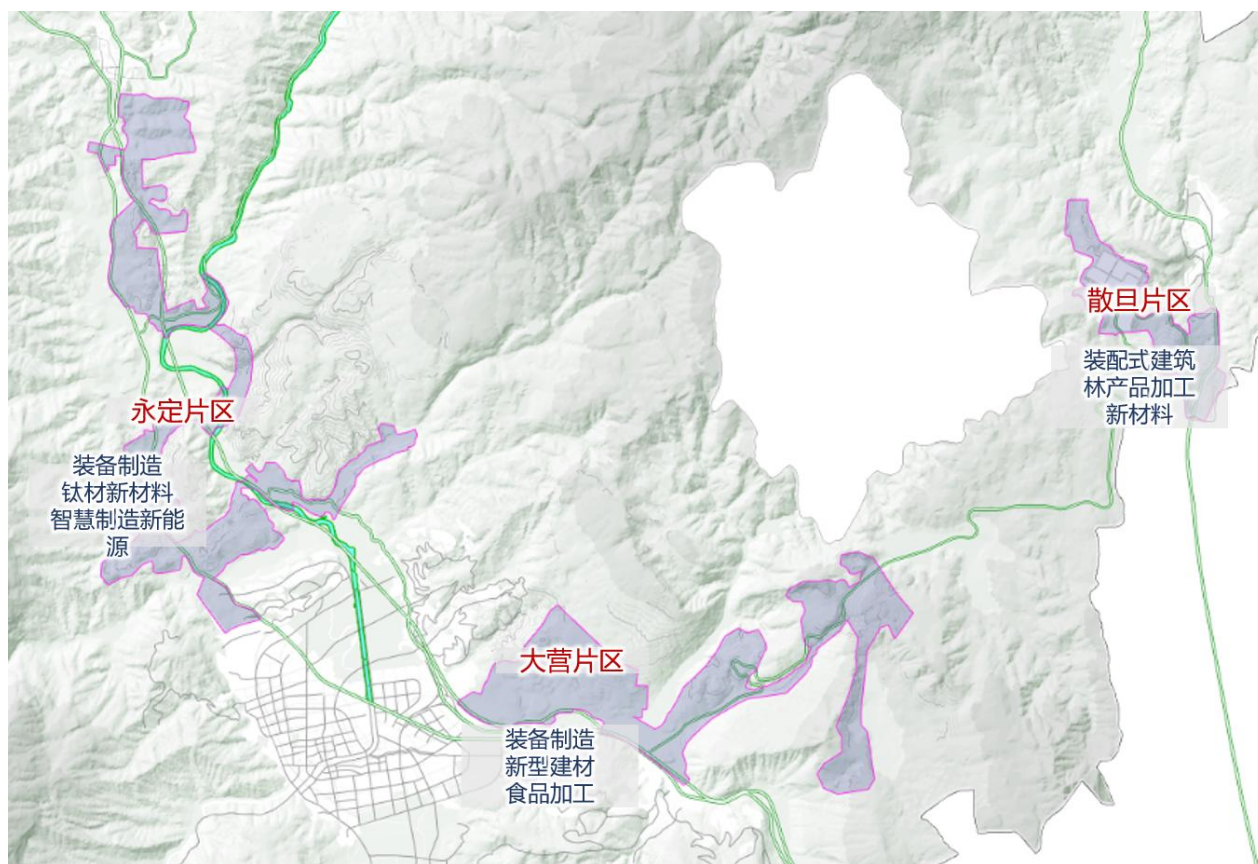 散旦片区
装配式建筑
林产品加工
新材料
永定片区
装备制造
钛材新材料
智慧制造新能
源
大营片区
装备制造
新型建材
食品加工